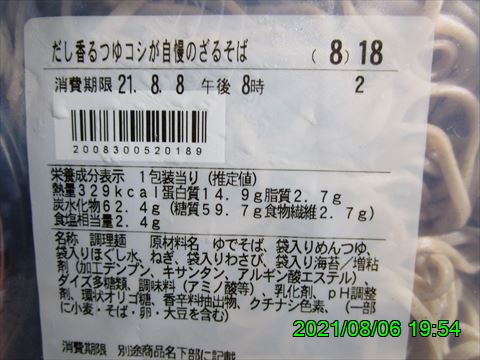 だし香るつゆコシが自慢のざるそば (8)18
消費期限 21. 8. 8 午後 8時 2
2008300520189
栄養成分表示 1包装当り (推定値)
熱量329kcal蛋白質14.9g脂質2.7g
炭水化物62.4g(糖質59.7g食物繊維2.7g)
食塩相当量2.4g
名称 調理麺 原材料名 ゆでそば、袋入りめんつゆ、
袋入りほぐし水、ねぎ、袋入りわさび、袋入り海苔/増粘
剤(加工デンプン、キサンタン、アルギン酸エステル)
ダイズ多糖類、調味料(アミノ酸等)、乳化剤、pH調整
剤、環状オリゴ糖、香辛料抽出物、クチナシ色素、(一部
に小麦・そば・卵・大豆を含む)
消費期限 別途商品名下部に記載
2021/08/06 19:54